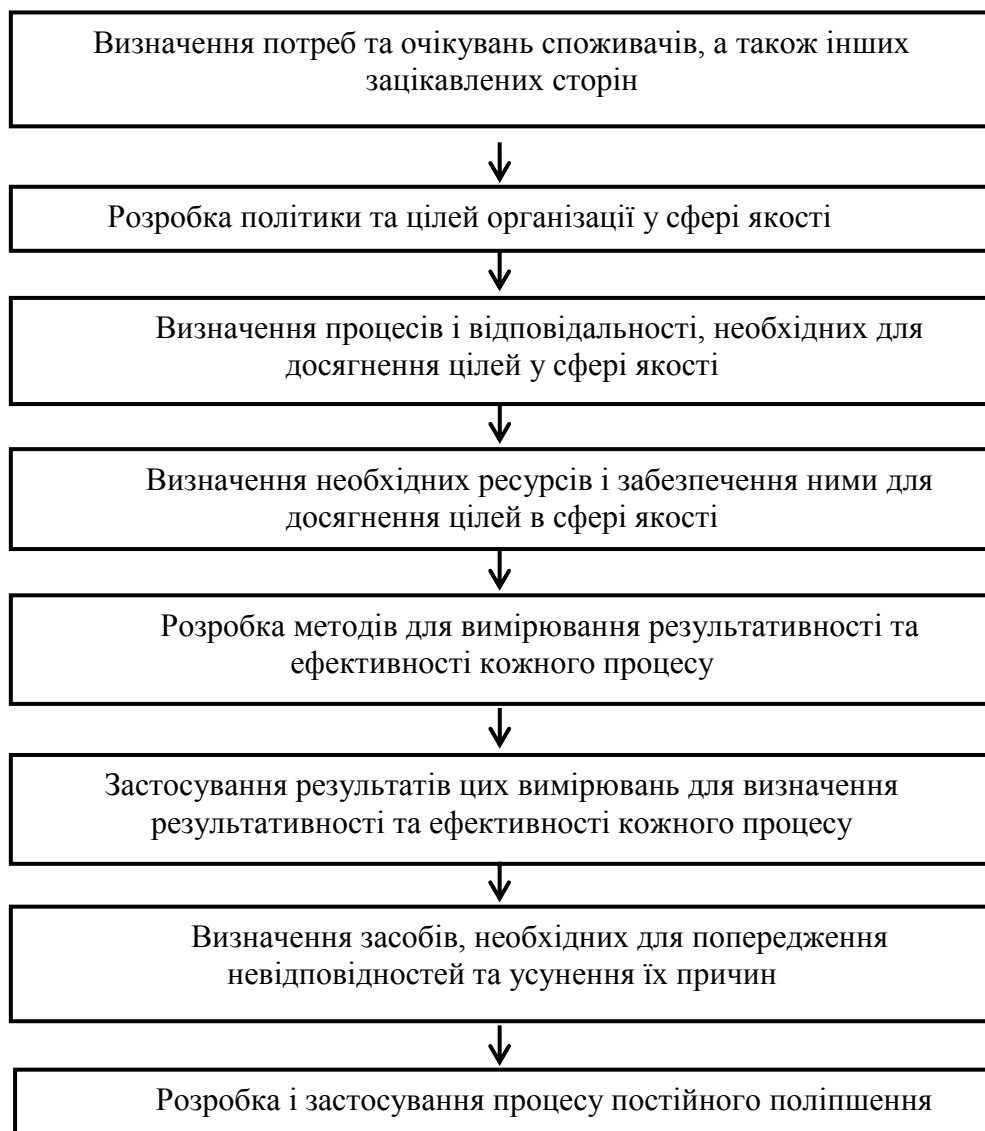 Визначення потреб та очікувань споживачів, а також інших
зацікавлених сторін
Розробка політики та цілей організації у сфері якості
Визначення процесів і відповідальності, необхідних для
досягнення цілей у сфері якості
Визначення необхідних ресурсів і забезпечення ними для
досягнення цілей в сфері якості
Розробка методів для вимірювання результативності та
ефективності кожного процесу
Застосування результатів цих вимірювань для визначення
результативності та ефективності кожного процесу
Визначення засобів, необхідних для попередження
невідповідностей та усунення їх причин
Розробка і застосування процесу постійного поліпшення